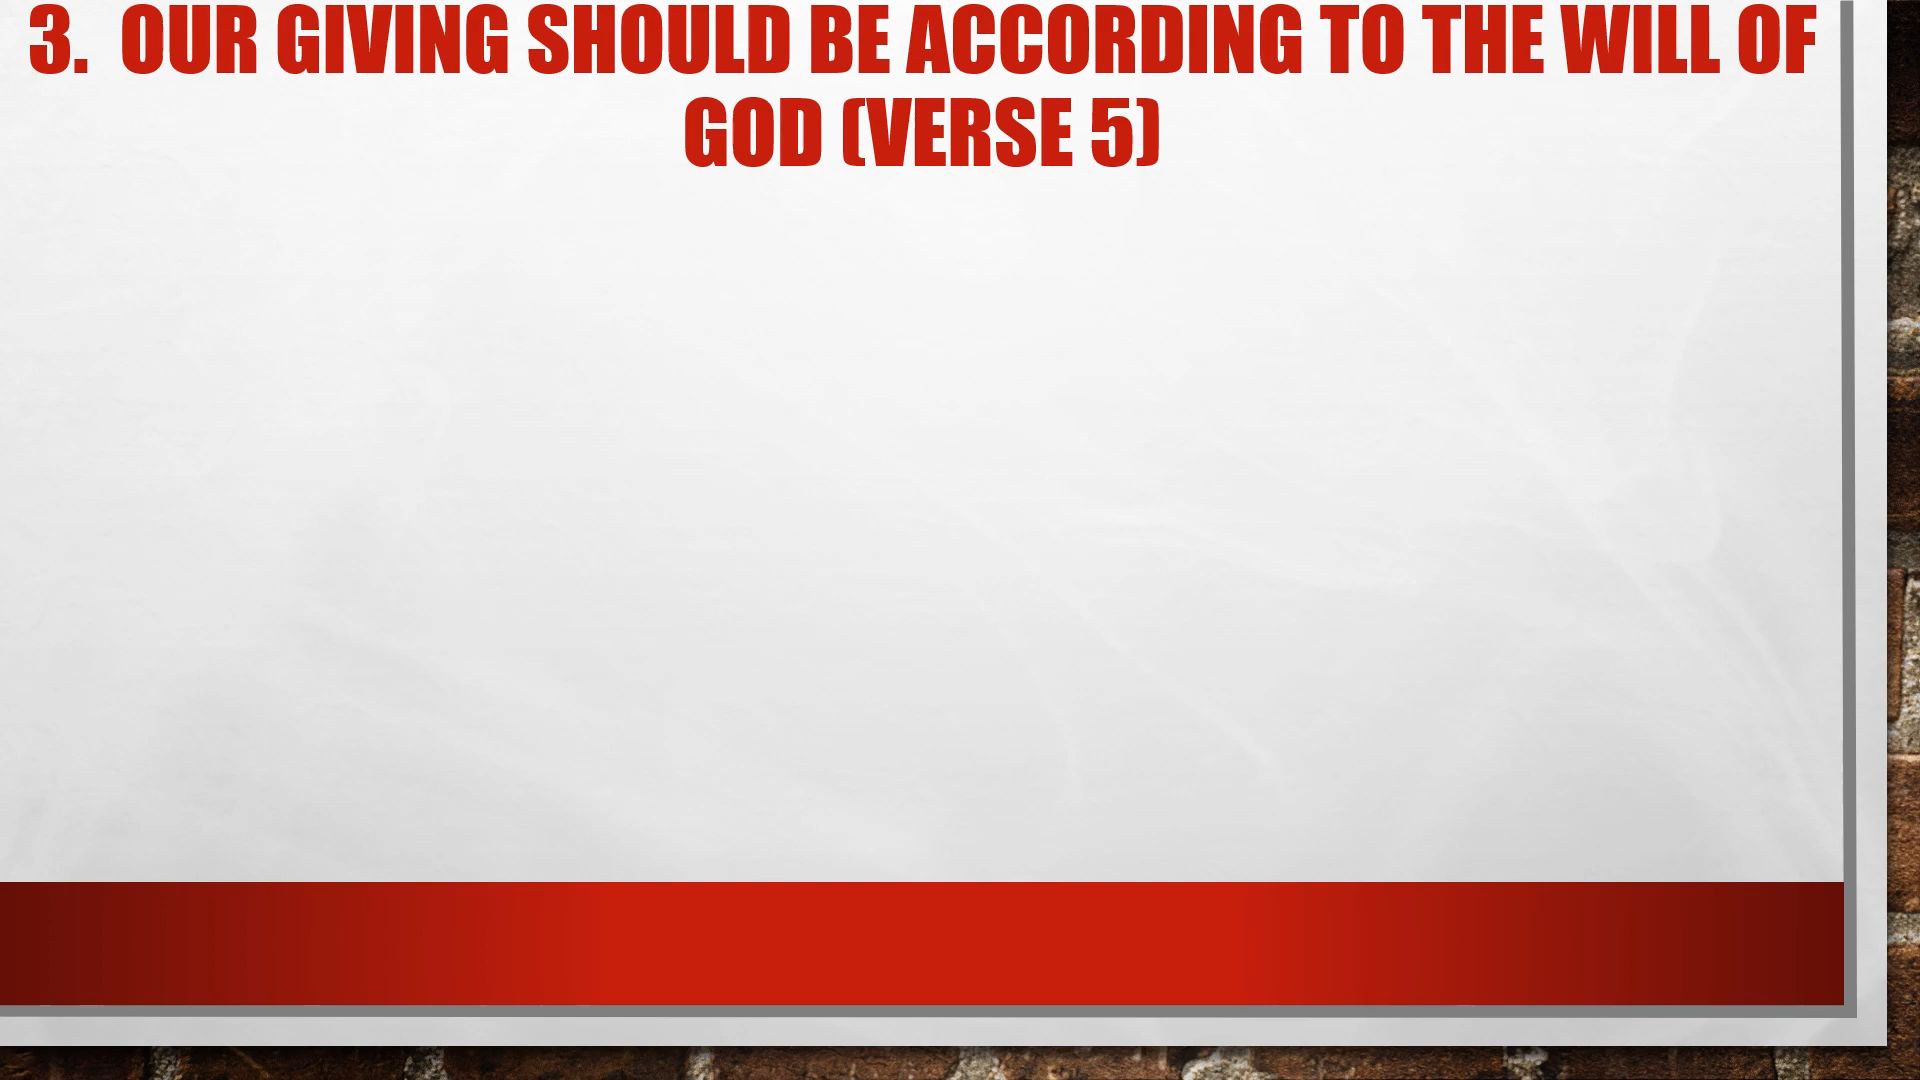 3. OUR GIVING SHOULD BE ACCORDING TO THE WILL OF
GOD (VERSE 5)